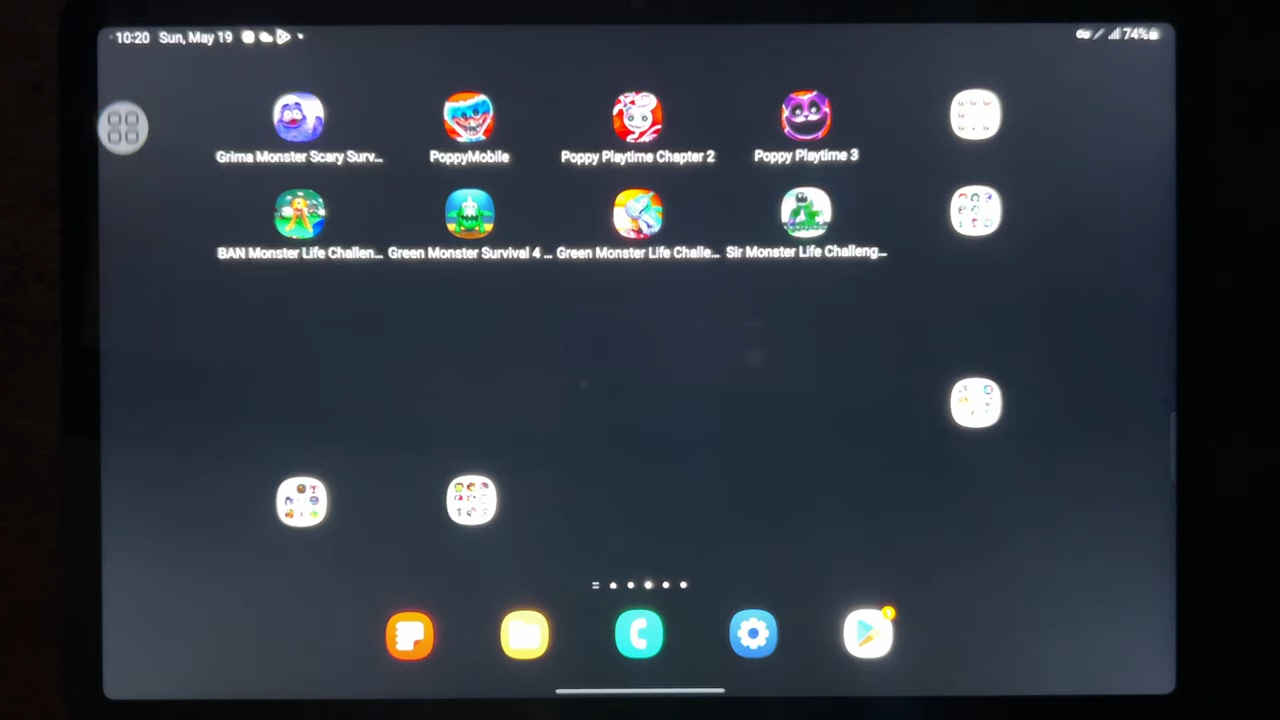 10:20 Sun, May 19
74%
Grima Monster Scary Surv...
PoppyMobile
Poppy Playtime Chapter 2
Poppy Playtime 3
BAN Monster Life Challen...
Green Monster Survival 4 ...
Green Monster Life Challe...
Sir Monster Life Challeng...